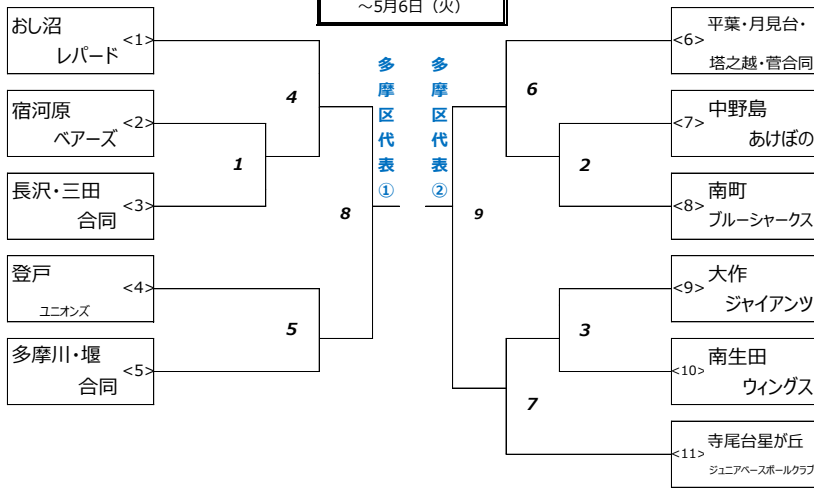 ～5月6日（火）
おし沼
レパード
<1>
宿河原
ベアーズ
<2>
長沢・三田
合同
<3>
登戸
ユニオンズ
<4>
多摩川・堰
合同
<5>
4
1
8
5
多摩区代表①
多摩区代表②
9
6
2
3
7
<6>
平葉・月見台・
塔之越・菅合同
<7>
中野島
あけぼの
<8>
南町
ブルーシャークス
<9>
大作
ジャイアンツ
<10>
南生田
ウィングス
<11>
寺尾台星が丘
ジュニアベースボールクラブ